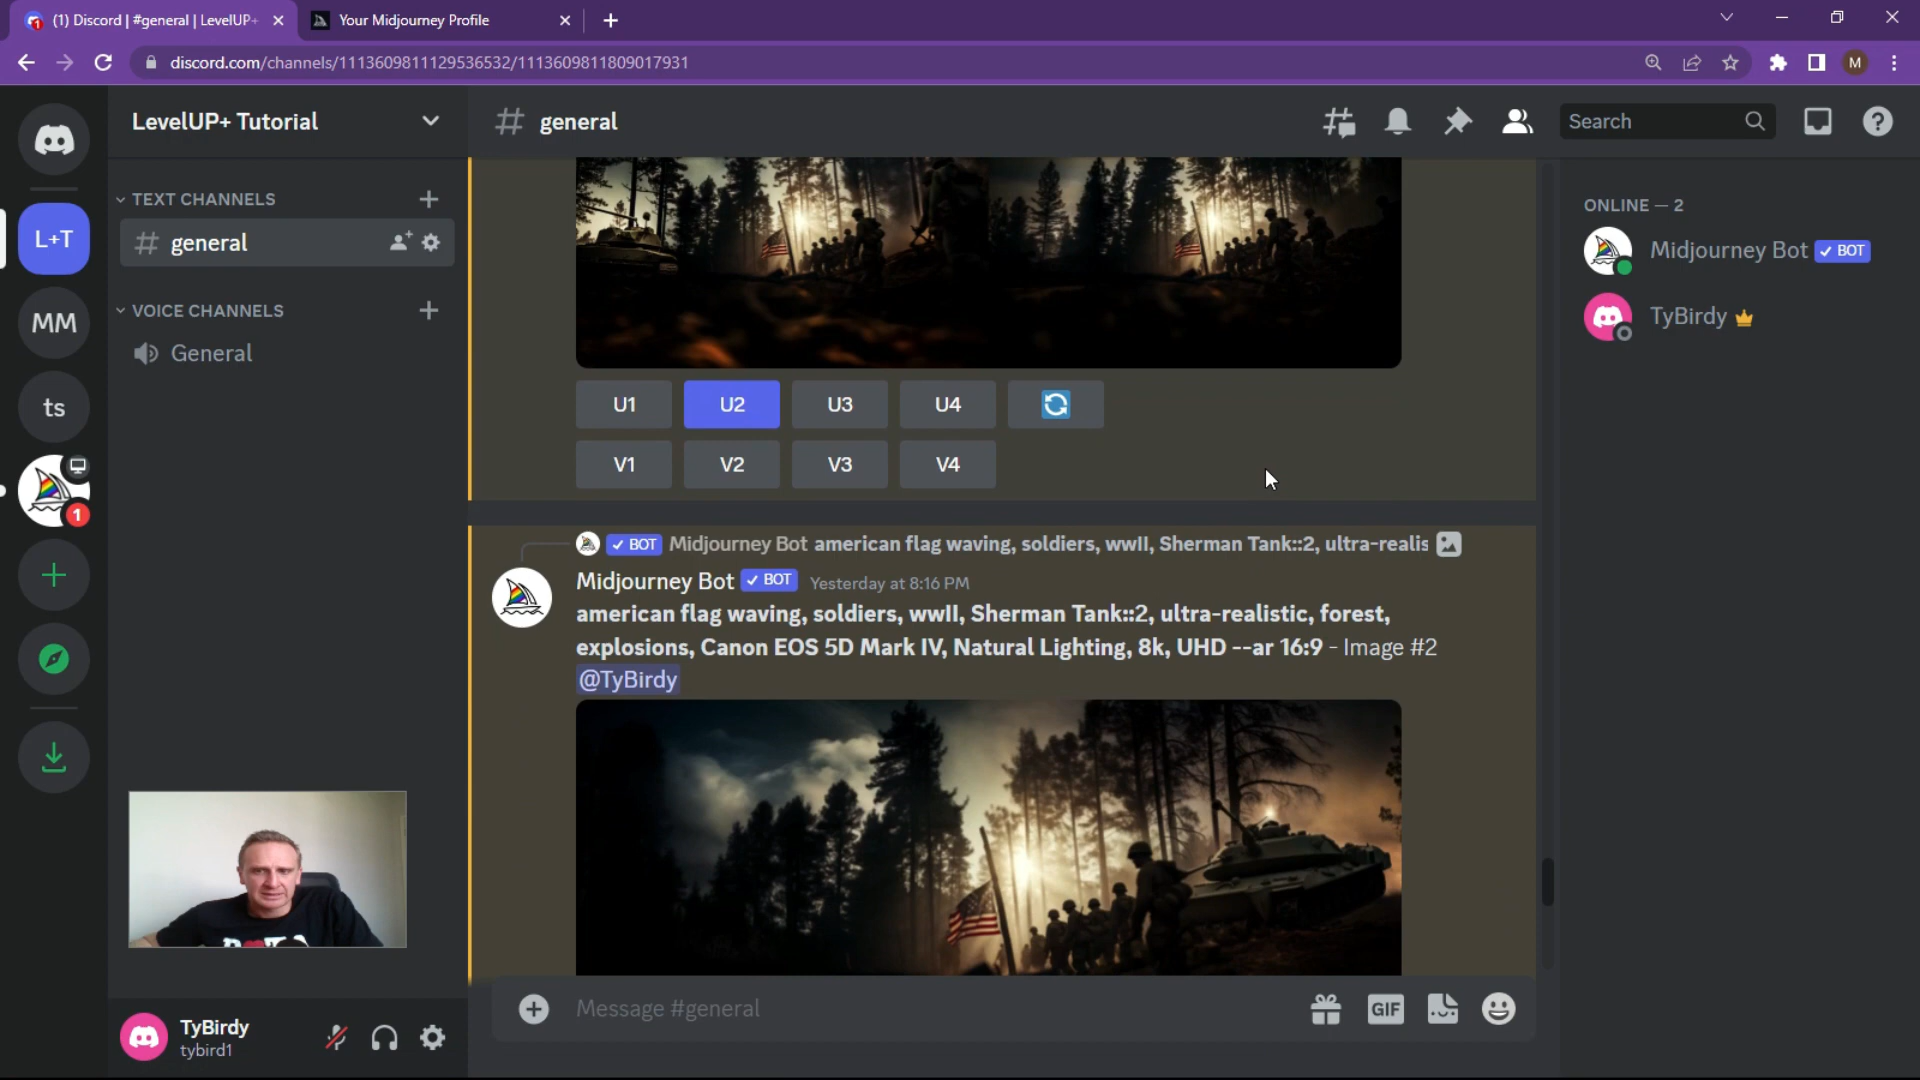 (1) Discord | #general | LevelUP+
Your Midjourney Profile
discord.com/channels/1113609811129536532/1113609811809017931
M
LevelUP+ Tutorial
general
Search
TEXT CHANNELS
general
VOICE CHANNELS
General
L+T
MM
ts
1
U1
U2
U3
U4
V1
V2
V3
V4
BOT Midjourney Bot american flag waving, soldiers, wwII, Sherman Tank::2, ultra-realis
Midjourney Bot BOT Yesterday at 8:16 PM
american flag waving, soldiers, wwII, Sherman Tank::2, ultra-realistic, forest,
explosions, Canon EOS 5D Mark IV, Natural Lighting, 8k, UHD --ar 16:9 - Image #2
@TyBirdy
Message #general
GIF
TyBirdy
tybird1
ONLINE — 2
Midjourney Bot BOT
TyBirdy